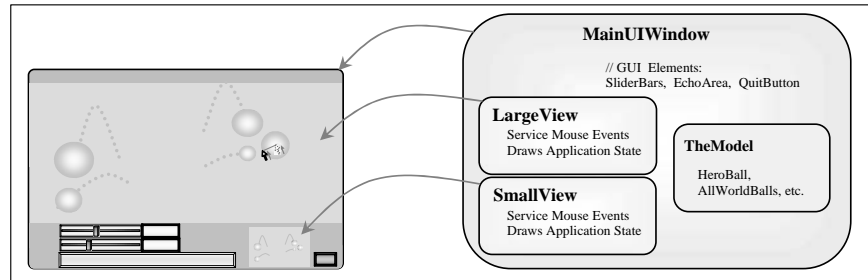 MainUIWindow
// GUI Elements:
SliderBars, EchoArea, QuitButton
LargeView
Service Mouse Events
Draws Application State
TheModel
HeroBall,
AllWorldBalls, etc.
SmallView
Service Mouse Events
Draws Application State